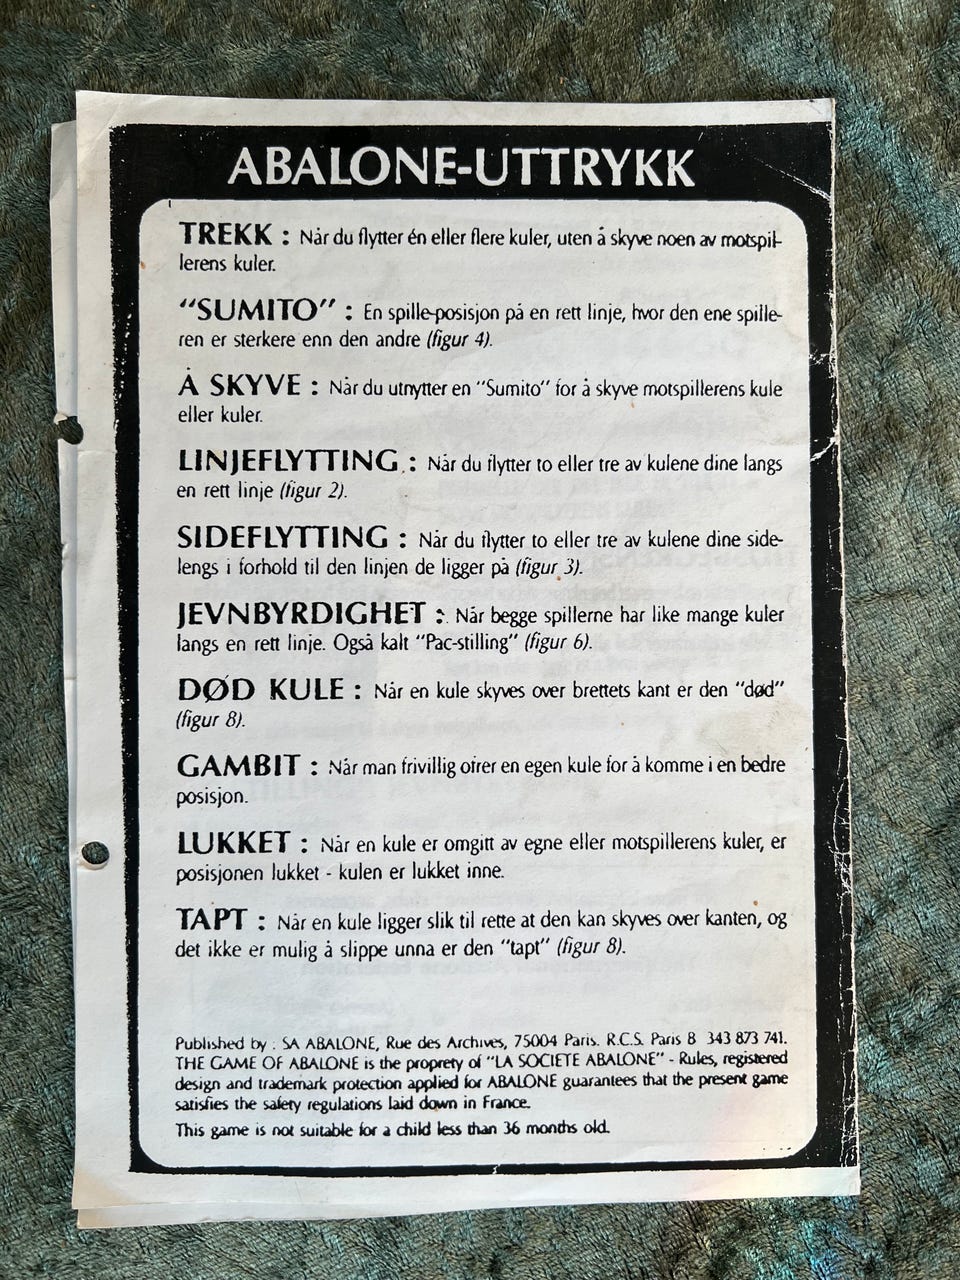 ABALONE-UTTRYKK
TREKK : Når du flytter én eller flere kuler, uten å skyve noen av motspil-
lerens kuler.
“SUMITO” : En spille-posisjon på en rett linje, hvor den ene spille-
ren er sterkere enn den andre (figur 4).
Å SKYVE : Når du utnytter en “Sumito” for å skyve motspillerens kule
eller kuler.
LINJEFLYTTING : Når du flytter to eller tre av kulene dine langs
en rett linje (figur 2).
SIDEFLYTTING : Når du flytter to eller tre av kulene dine side-
lengs i forhold til den linjen de ligger på (figur 3).
JEVNBYRDIGHET : Når begge spillerne har like mange kuler
langs en rett linje. Også kalt “Pac-stilling” (figur 6).
DØD KULE : Når en kule skyves over brettets kant er den “død”
(figur 8).
GAMBIT : Når man frivillig ofrer en egen kule for å komme i en bedre
posisjon.
LUKKET : Når en kule er omgitt av egne eller motspillerens kuler, er
posisjonen lukket - kulen er lukket inne.
TAPT : Når en kule ligger slik til rette at den kan skyves over kanten, og
det ikke er mulig å slippe unna er den “tapt” (figur 8).
Published by : SA ABALONE, Rue des Archives, 75004 Paris. R.C.S. Paris B 343 873 741.
THE GAME OF ABALONE is the proprety of “LA SOCIETE ABALONE” - Rules, registered
design and trademark protection applied for ABALONE guarantees that the present game
satisfies the safety regulations laid down in France.
This game is not suitable for a child less than 36 months old.